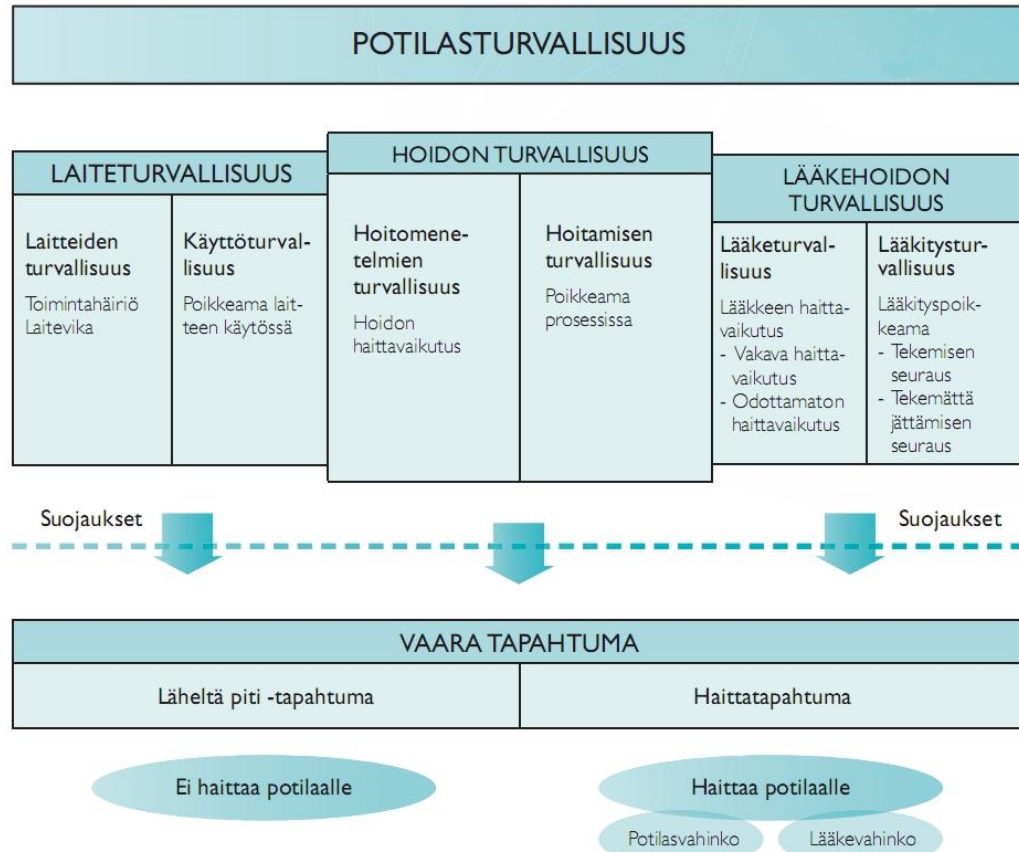 POTILASTURVALLISUUS
LAITETURVALLISUUS
Laitteiden
turvallisuus
Toimintahäiriö
Laitevika
Käyttöturval-
lisuus
Poikkeama lait-
teen käytössä
HOIDON TURVALLISUUS
Hoitomene-
telmien
turvallisuus
Hoidon
haittavaikutus
Hoitamisen
turvallisuus
Poikkeama
prosessissa
LÄÄKEHOIDON
TURVALLISUUS
Lääketurval-
lisuus
Lääkkeen haitta-
vaikutus
- Vakava haitta-
vaikutus
- Odottamaton
haittavaikutus
Lääkitystur-
vallisuus
Lääkityspoik-
keama
- Tekemisen
seuraus
- Tekemättä
jättämisen
seuraus
Suojaukset
Suojaukset
VAARA TAPAHTUMA
Läheltä piti -tapahtuma
Haittatapahtuma
Ei haittaa potilaalle
Haittaa potilaalle
Potilasvahinko
Lääkevahinko